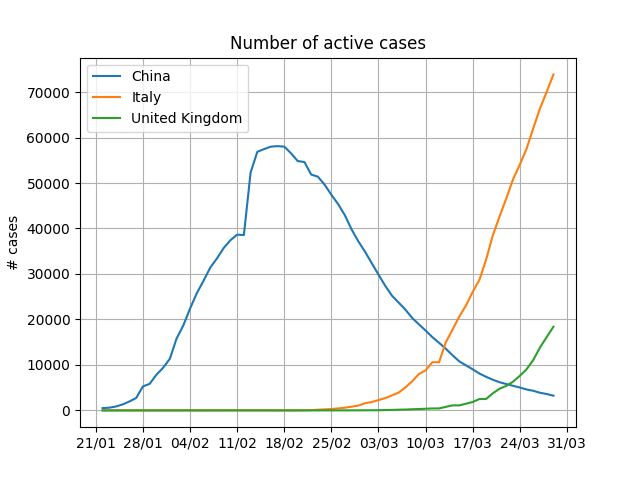 Number of active cases
China
Italy
United Kingdom
# cases
70000
60000
50000
40000
30000
20000
10000
0
21/01 28/01 04/02 11/02 18/02 25/02 03/03 10/03 17/03 24/03 31/03